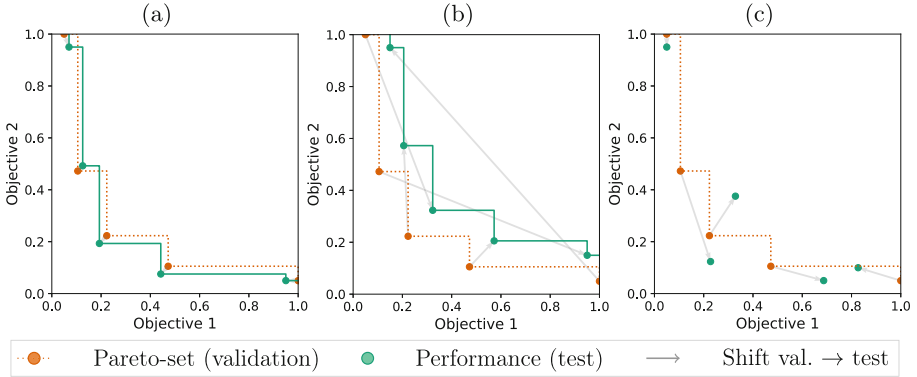 (a) (b) (c)
1.0 1.0 1.0
0.8 0.8 0.8
0.6 0.6 0.6
0.4 0.4 0.4
0.2 0.2 0.2
0.0 0.0 0.0
Objective 2 Objective 2 Objective 2
0.0 0.2 0.4 0.6 0.8 1.0 0.0 0.2 0.4 0.6 0.8 1.0 0.0 0.2 0.4 0.6 0.8 1.0
Objective 1 Objective 1 Objective 1
Pareto-set (validation) Performance (test) Shift val. → test